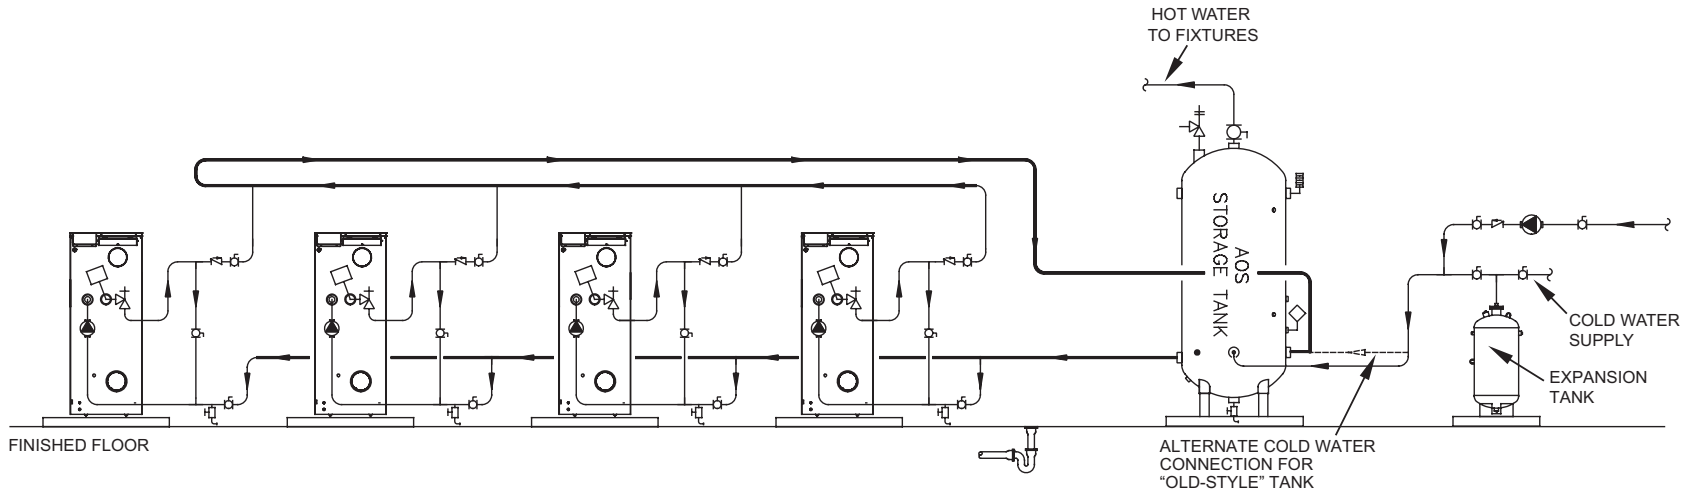 HOT WATER
TO FIXTURES
AOS
STORAGE TANK
COLD WATER
SUPPLY
EXPANSION
TANK
FINISHED FLOOR
ALTERNATE COLD WATER
CONNECTION FOR
“OLD-STYLE” TANK